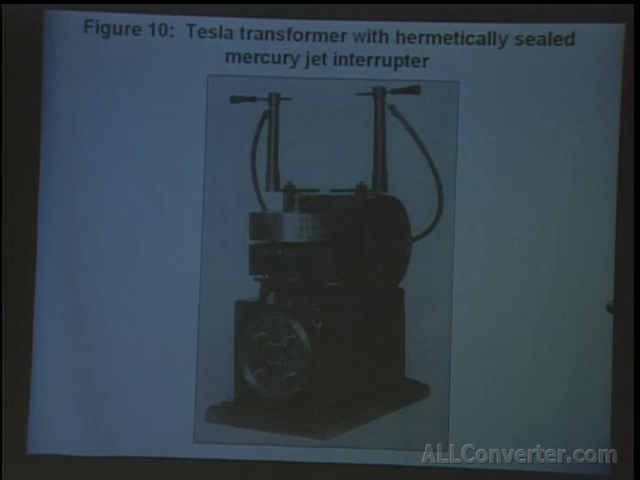 Figure 10: Tesla transformer with hermetically sealed
mercury jet interrupter
ALLConverter.com